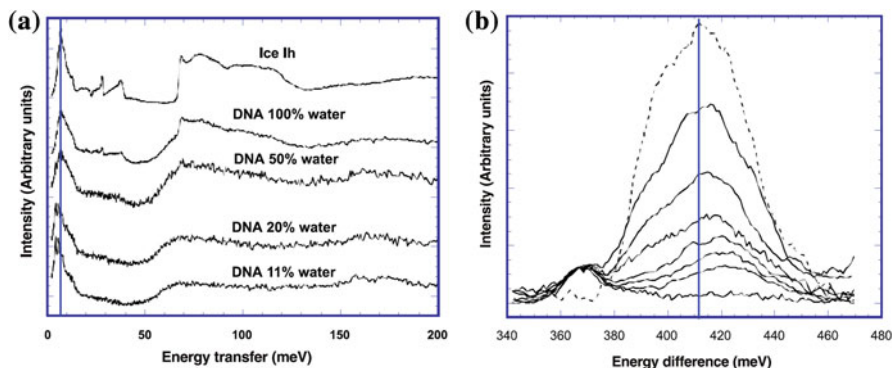 (a)
Intensity (Arbitrary units)
Ice Ih
DNA 100% water
DNA 50% water
DNA 20% water
DNA 11% water
0 50 100 150 200
Energy transfer (meV)
(b)
Intensity (Arbitrary units)
340 360 380 400 420 440 460 480
Energy difference (meV)